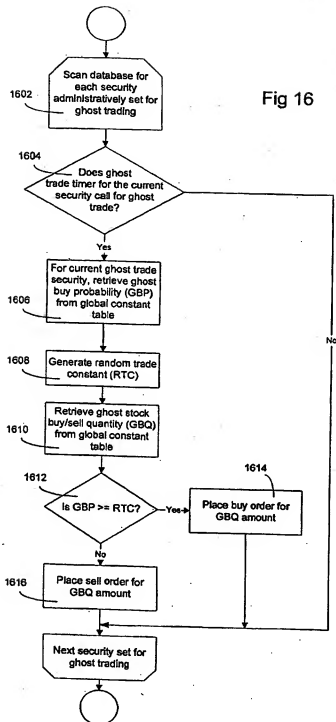 Fig 16
1602
Scan database for
each security
administratively set for
ghost trading
1604
Does ghost
trade timer for the current
security call for ghost
trade?
Yes
No
1606
For current ghost trade
security, retrieve ghost
buy probability (GBP)
from global constant
table
1608
Generate random trade
constant (RTC)
1610
Retrieve ghost stock
buy/sell quantity (GBQ)
from global constant
table
1612
Is GBP >= RTC?
Yes
1614
Place buy order for
GBQ amount
No
1616
Place sell order for
GBQ amount
Next security set for
ghost trading